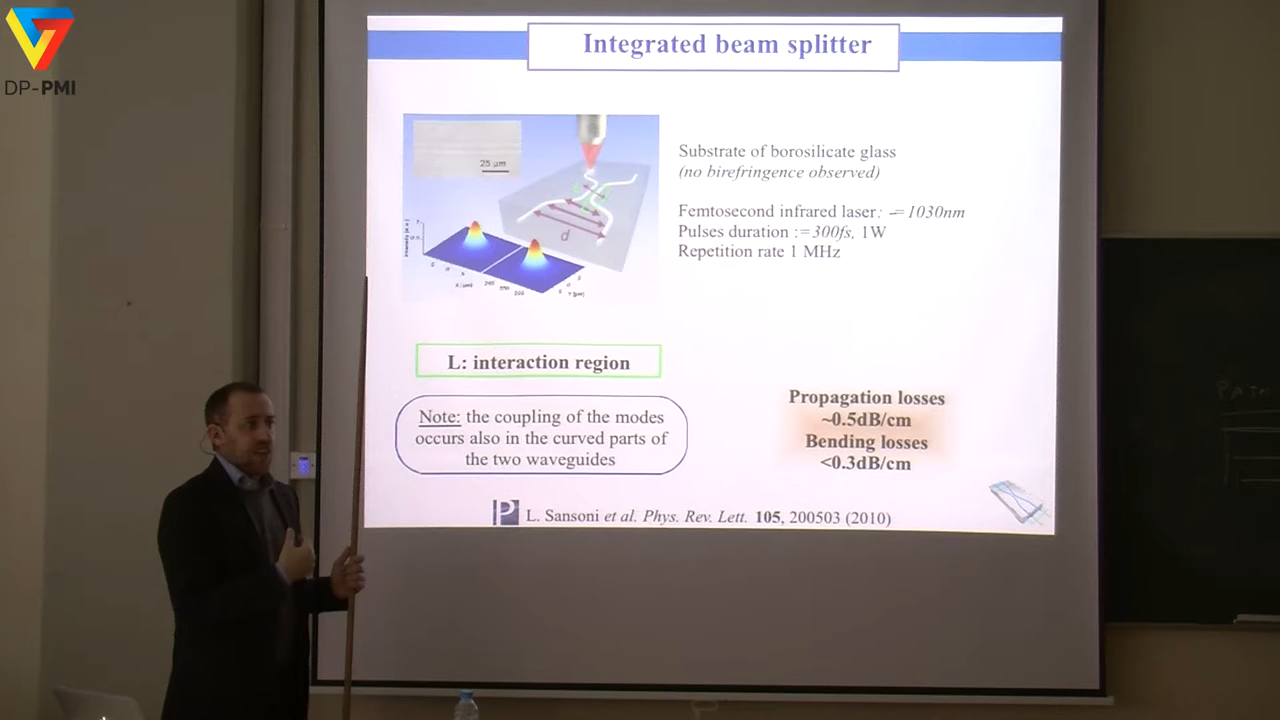 DP-PMI
Integrated beam splitter
25 µm
d
Substrate of borosilicate glass
(no birefringence observed)
Femtosecond infrared laser: =1030nm
Pulses duration :=300fs, 1W
Repetition rate 1 MHz
L: interaction region
Note: the coupling of the modes
occurs also in the curved parts of
the two waveguides
Propagation losses
~0.5dB/cm
Bending losses
<0.3dB/cm
L. Sansoni et al. Phys. Rev. Lett. 105, 200503 (2010)